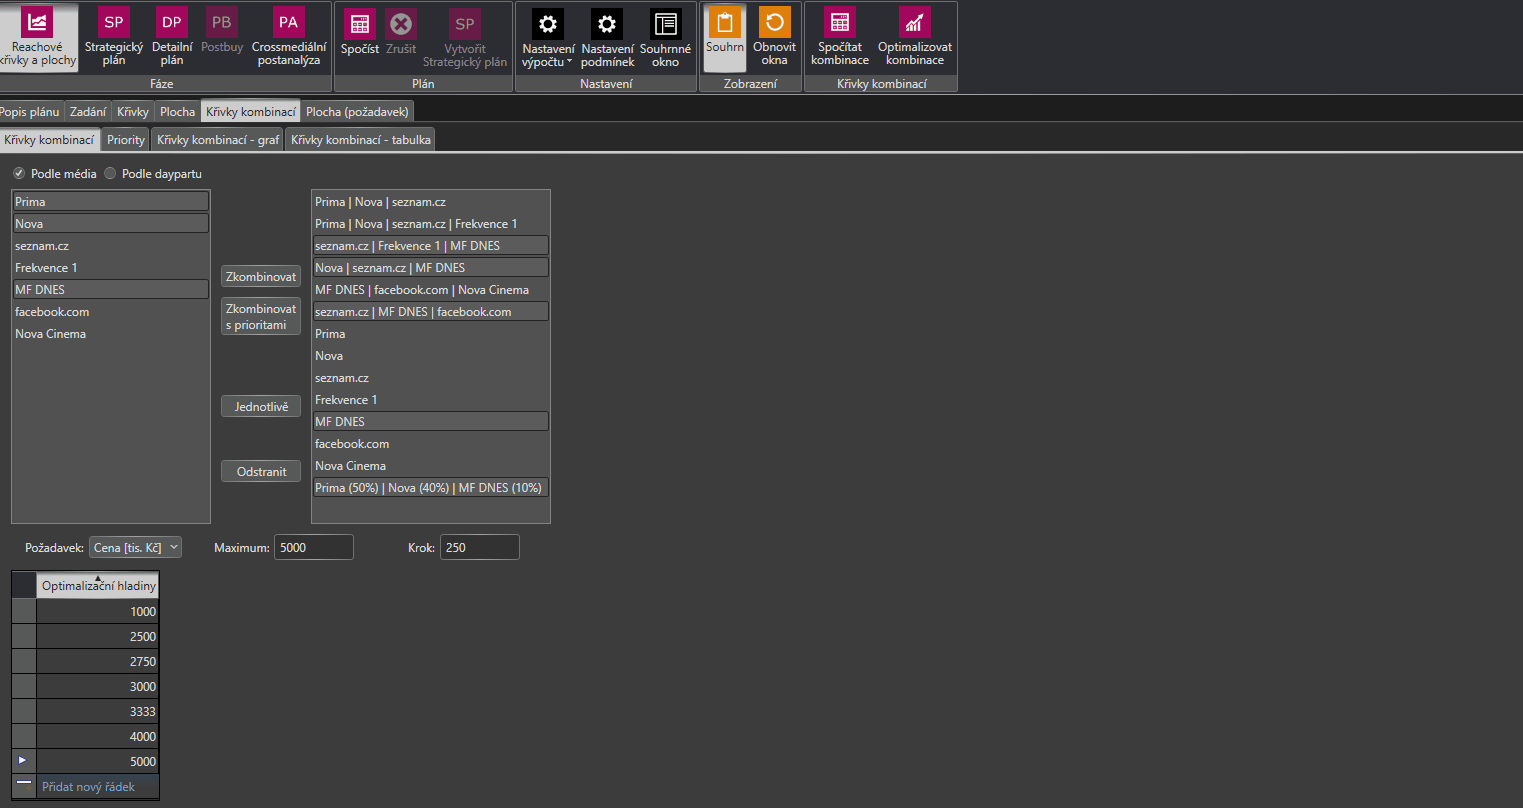 SP
DP
PB
PA
SP
Reachové
křivky a plochy
Strategický
plán
Detailní
plán
Postbuy
Crossmediální
postanalýza
Spočíst
Zrušit
Vytvořit
Strategický plán
Nastavení
výpočtu
Nastavení
podmínek
Souhrnné
okno
Souhrn
Obnovit
okna
Spočítat
kombinace
Optimalizovat
kombinace
Fáze
Plán
Nastavení
Zobrazení
Křivky kombinací
Popis plánu
Zadání
Křivky
Plocha
Křivky kombinací
Plocha (požadavek)
Křivky kombinací
Priority
Křivky kombinací - graf
Křivky kombinací - tabulka
Podle média
Podle daypartu
Prima
Nova
seznam.cz
Frekvence 1
MF DNES
facebook.com
Nova Cinema
Zkombinovat
Zkombinovat
s prioritami
Jednotlivě
Odstranit
Prima | Nova | seznam.cz
Prima | Nova | seznam.cz | Frekvence 1
seznam.cz | Frekvence 1 | MF DNES
Nova | seznam.cz | MF DNES
MF DNES | facebook.com | Nova Cinema
seznam.cz | MF DNES | facebook.com
Prima
Nova
seznam.cz
Frekvence 1
MF DNES
facebook.com
Nova Cinema
Prima (50%) | Nova (40%) | MF DNES (10%)
Požadavek: Cena [tis. Kč]
Maximum: 5000
Krok: 250
Optimalizační hladiny
1000
2500
2750
3000
3333
4000
5000
Přidat nový řádek